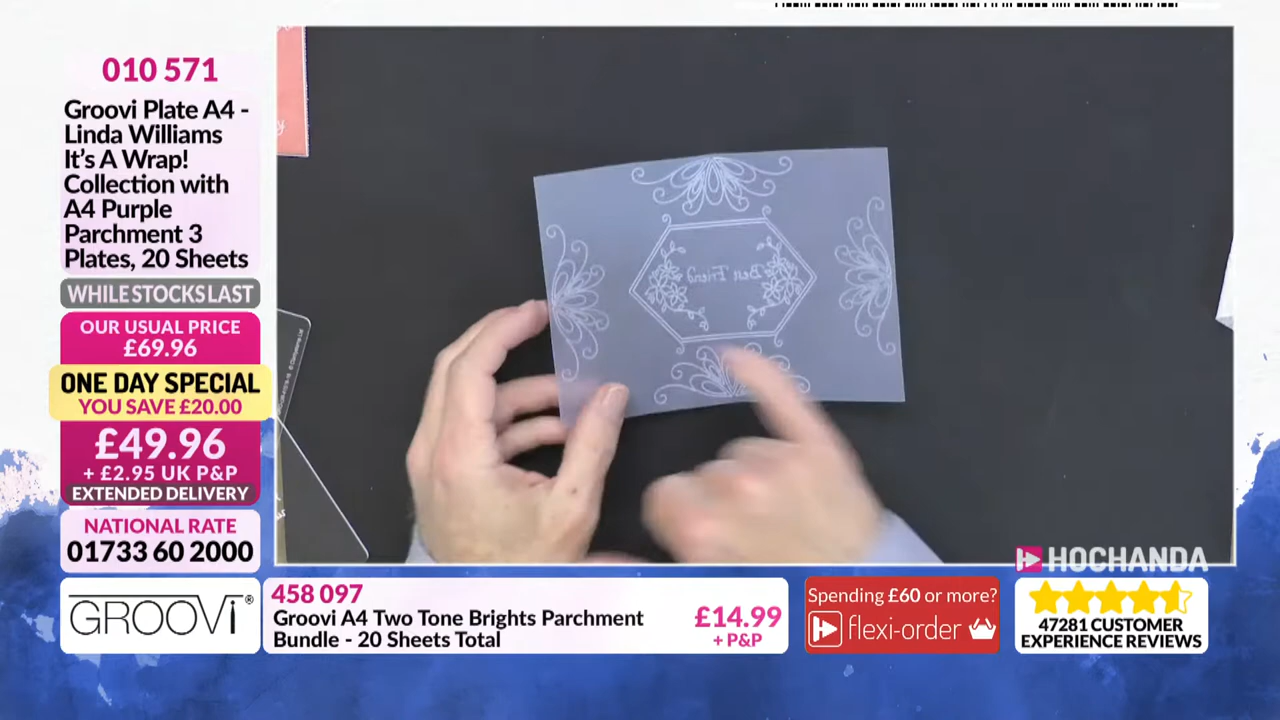 010 571
Groovi Plate A4 -
Linda Williams
It's A Wrap!
Collection with
A4 Purple
Parchment 3
Plates, 20 Sheets
WHILE STOCKS LAST
OUR USUAL PRICE
£69.96
ONE DAY SPECIAL
YOU SAVE £20.00
£49.96
+ £2.95 UK P&P
EXTENDED DELIVERY
NATIONAL RATE
01733 60 2000
Best Friend
HOCHANDA
GROOVi®
458 097
Groovi A4 Two Tone Brights Parchment
Bundle - 20 Sheets Total
£14.99
+ P&P
Spending £60 or more?
flexi-order
47281 CUSTOMER
EXPERIENCE REVIEWS